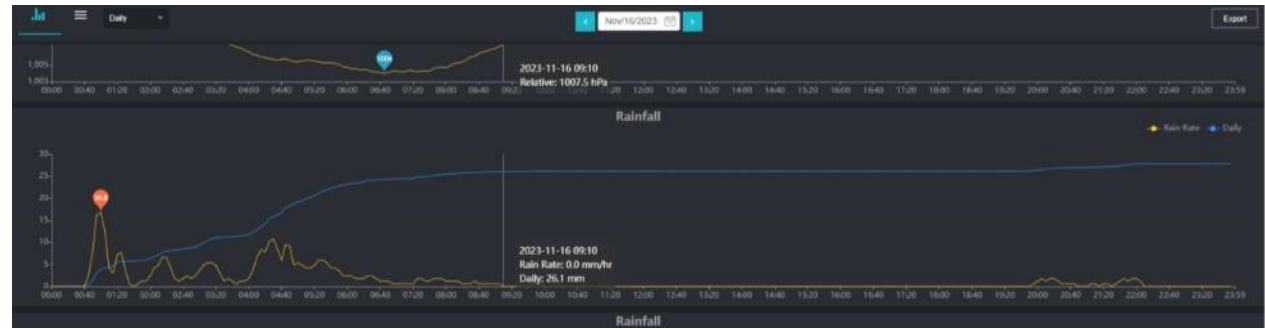 Daily
Nov/16/2023
Export
1,005
1,003
2023-11-16 09:10
Relative: 1007.5 hPa
00:00 00:40 01:20 02:00 02:40 03:20 04:00 04:40 05:20 06:00 06:40 07:20 08:00 08:40 09:20 11:20 12:00 12:40 13:20 14:00 14:40 15:20 16:00 16:40 17:20 18:00 18:40 19:20 20:00 20:40 21:20 22:00 22:40 23:20 23:59
Rainfall
Rain Rate Daily
30
25
20
15
10
5
0
2023-11-16 09:10
Rain Rate: 0.0 mm/hr
Daily: 26.1 mm
00:00 00:40 01:20 02:00 02:40 03:20 04:00 04:40 05:20 06:00 06:40 07:20 08:00 08:40 09:20 10:00 10:40 11:20 12:00 12:40 13:20 14:00 14:40 15:20 16:00 16:40 17:20 18:00 18:40 19:20 20:00 20:40 21:20 22:00 22:40 23:20 23:59
Rainfall